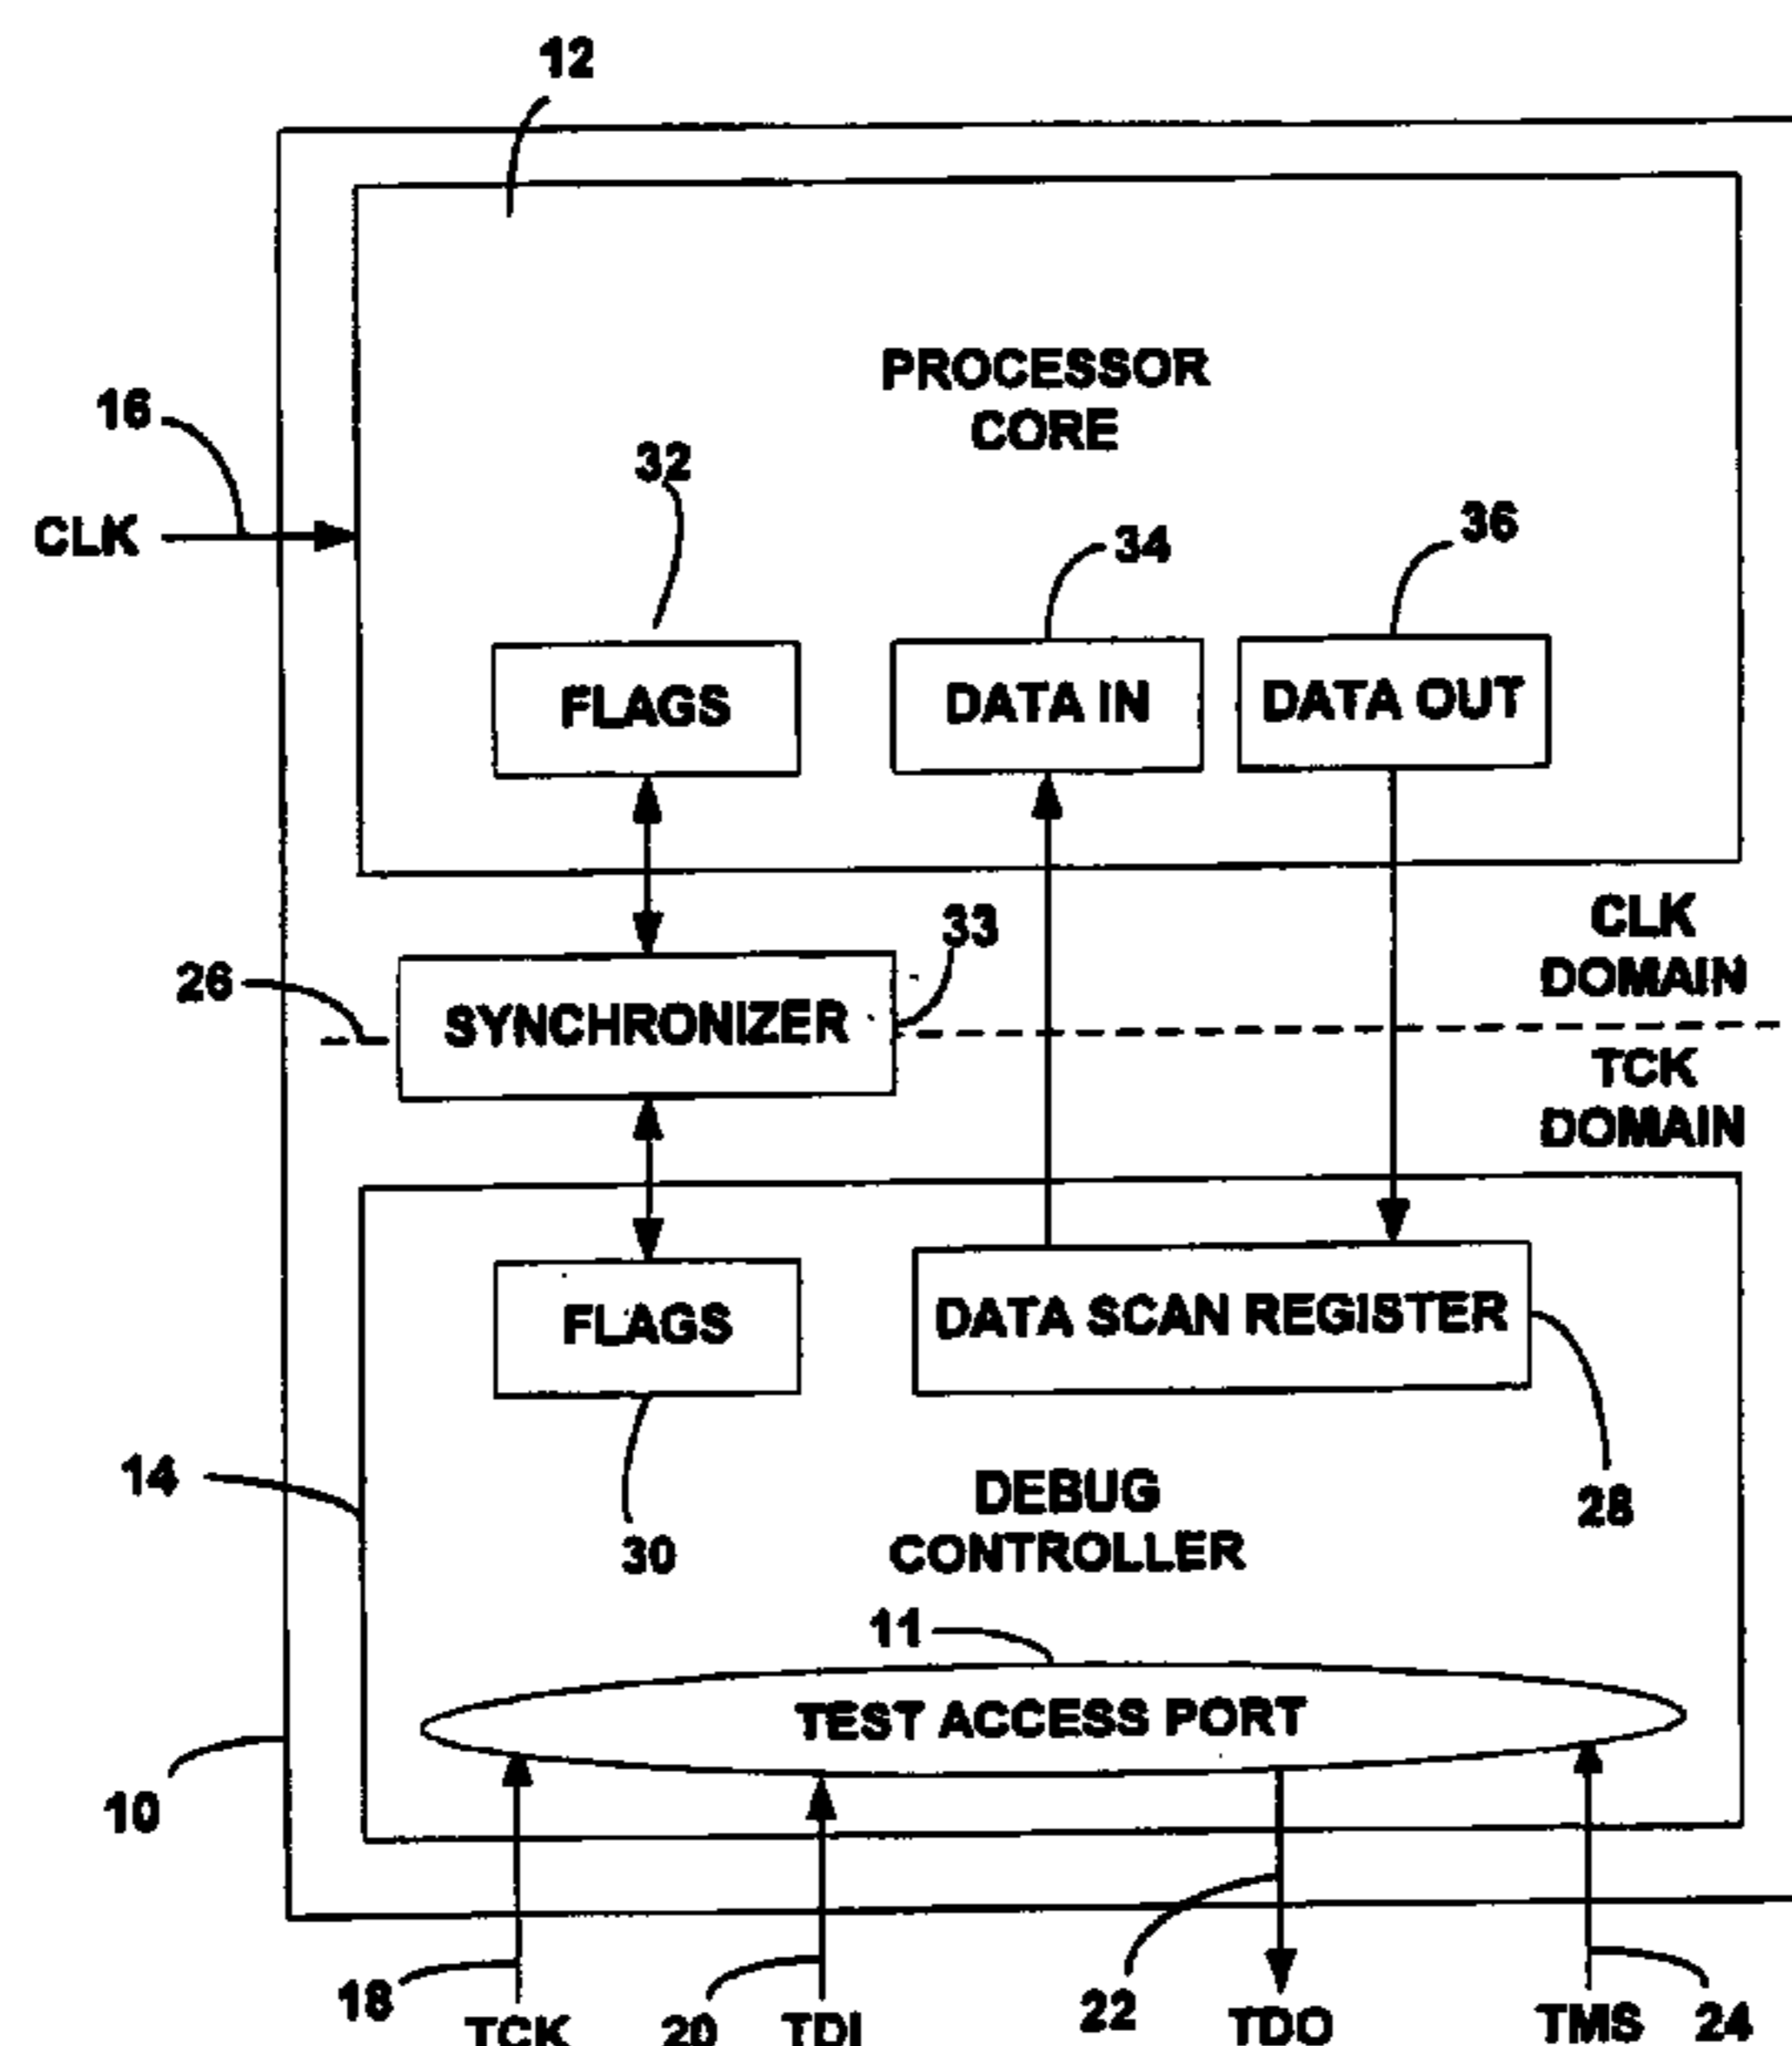 12
PROCESSOR
CORE
16
32
34
36
CLK
FLAGS
DATA IN
DATA OUT
CLK
DOMAIN
33
26
SYNCHRONIZER
TCK
DOMAIN
FLAGS
DATA SCAN REGISTER
14
DEBUG
CONTROLLER
28
30
11
TEST ACCESS PORT
10
18
TCK
20
TDI
22
TDO
TMS
24